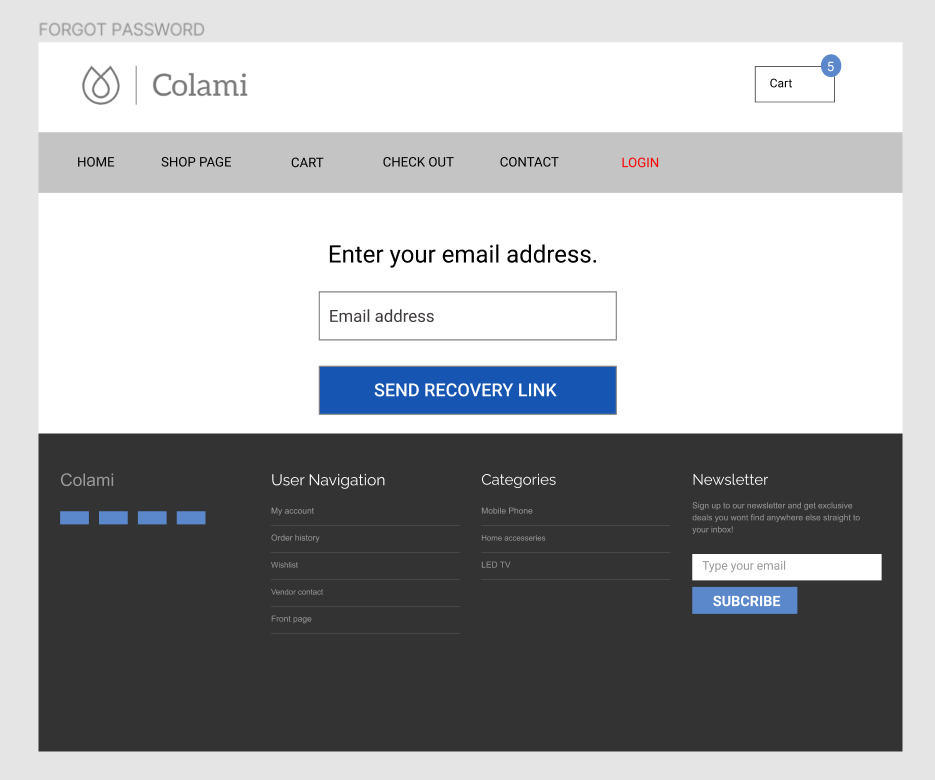 FORGOT PASSWORD
Colami
5
Cart
HOME
SHOP PAGE
CART
CHECK OUT
CONTACT
LOGIN
Enter your email address.
Email address
SEND RECOVERY LINK
Colami
User Navigation
My account
Order history
Wishlist
Vendor contact
Front page
Categories
Mobile Phone
Home accesseries
LED TV
Newsletter
Sign up to our newsletter and get exclusive
deals you wont find anywhere else straight to
your inbox!
Type your email
SUBCRIBE